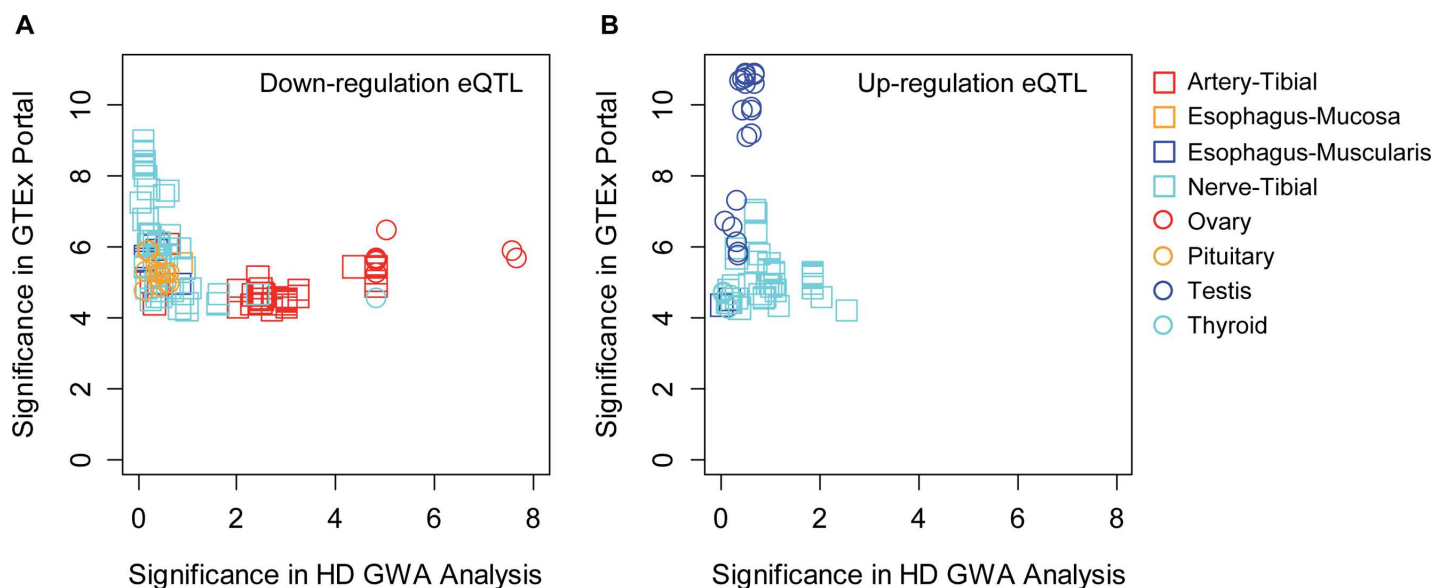 A
Down-regulation eQTL
Significance in GTEx Portal
10
8
6
4
2
0
0 2 4 6 8
Significance in HD GWA Analysis
B
Up-regulation eQTL
Significance in GTEx Portal
10
8
6
4
2
0
0 2 4 6 8
Significance in HD GWA Analysis
Artery-Tibial
Esophagus-Mucosa
Esophagus-Muscularis
Nerve-Tibial
Ovary
Pituitary
Testis
Thyroid